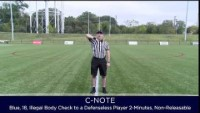 C-NOTE
Blue, 18, Illegal Body Check to a Defenseless Player 2-Minutes, Non-Releasable